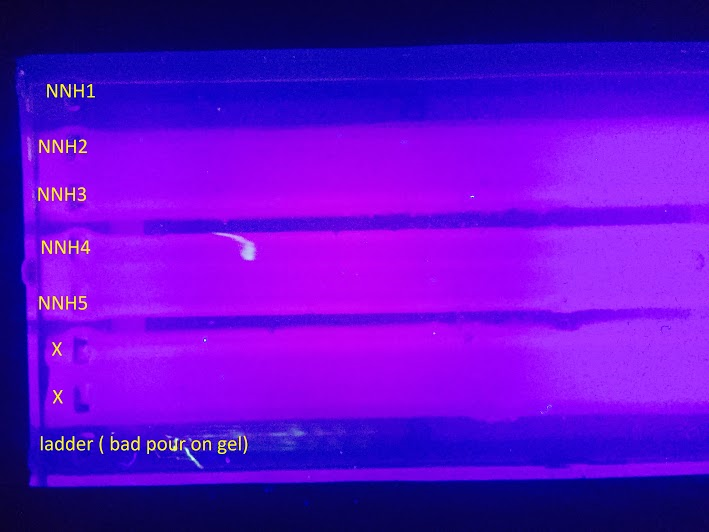 NNH1
NNH2
NNH3
NNH4
NNH5
X
X
ladder ( bad pour on gel)